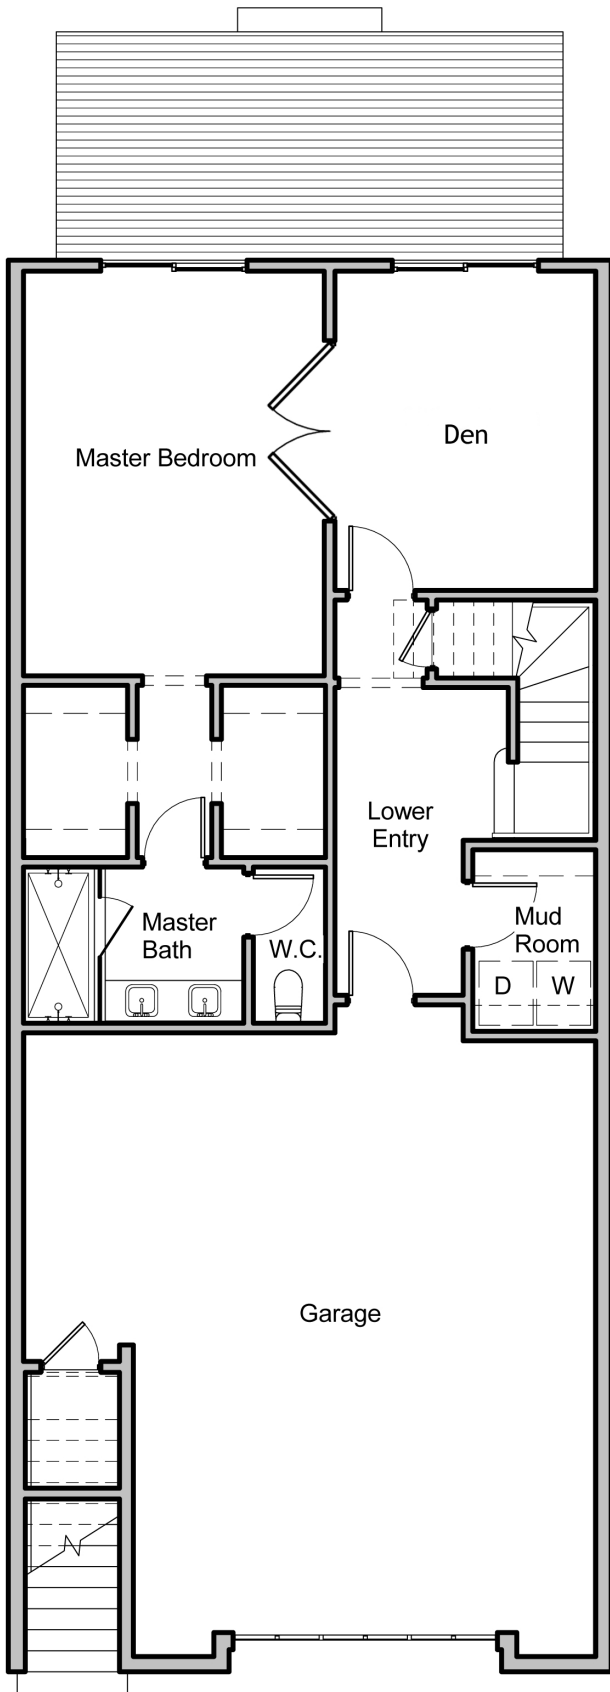 Den
Master Bedroom
Lower
Entry
Master
Bath
W.C.
Mud
Room
D
W
Garage